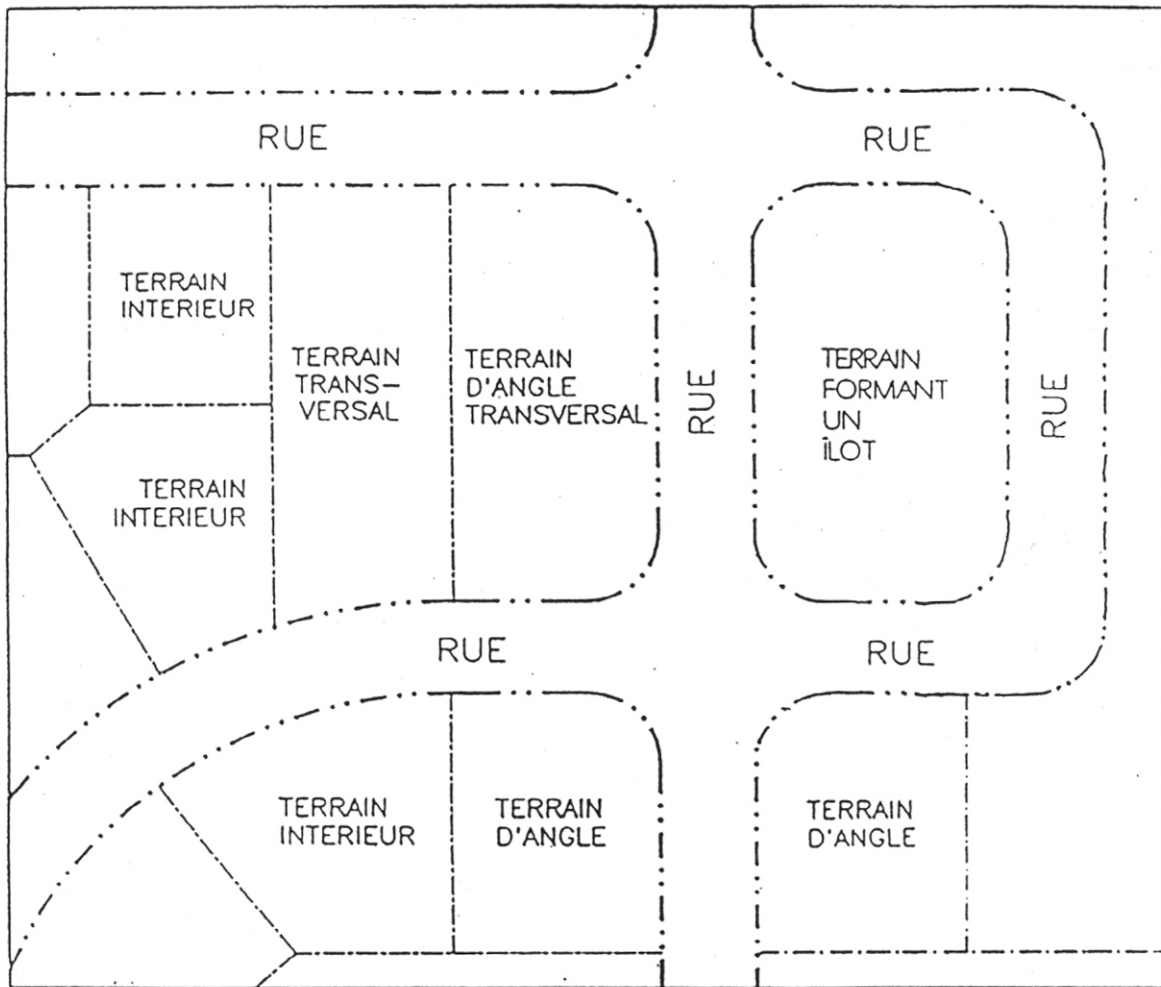 RUE
RUE
TERRAIN
INTERIEUR
TERRAIN
TRANS-
VERSAL
TERRAIN
D'ANGLE
TRANSVERSAL
RUE
TERRAIN
FORMANT
UN
ÎLOT
RUE
TERRAIN
INTERIEUR
RUE
RUE
TERRAIN
INTERIEUR
TERRAIN
D'ANGLE
TERRAIN
D'ANGLE